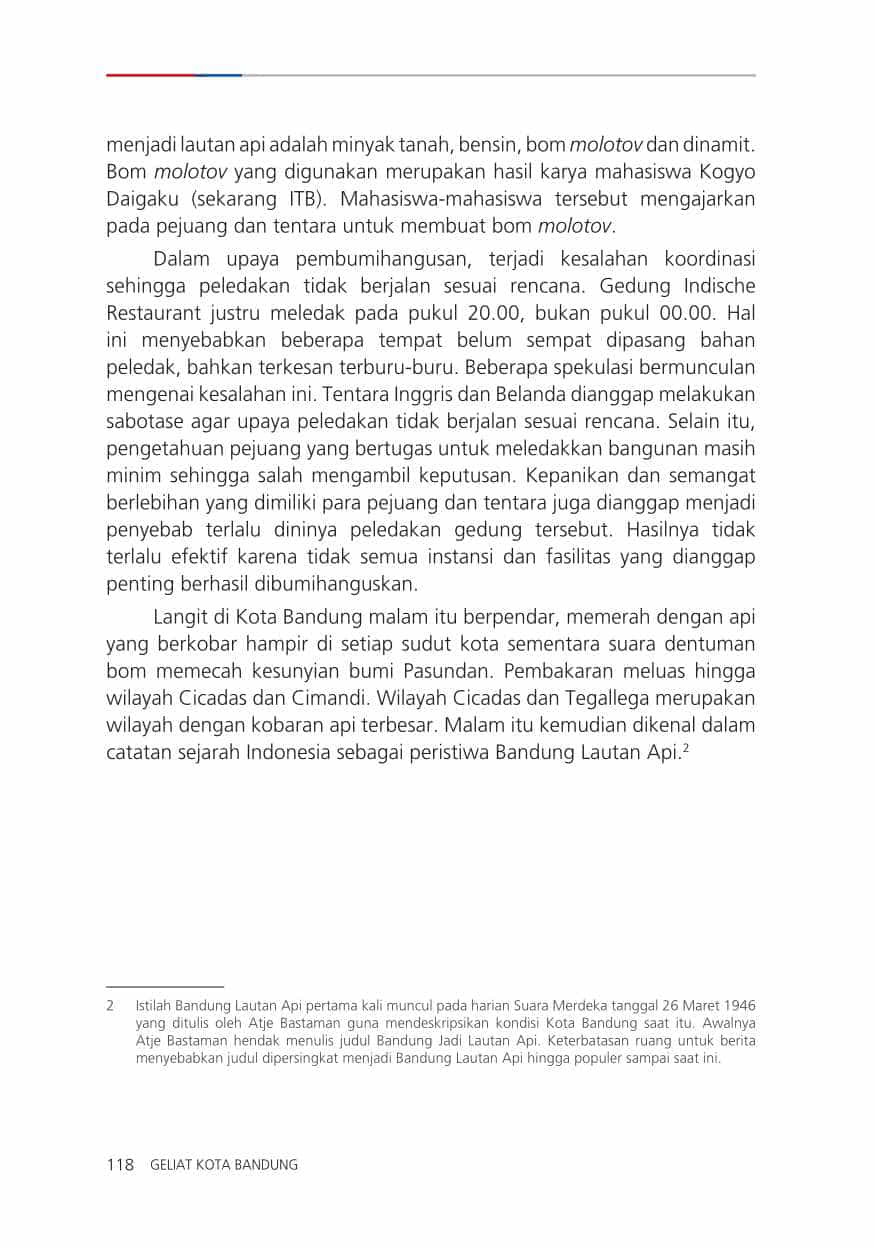 menjadi lautan api adalah minyak tanah, bensin, bom molotov dan dinamit.
Bom molotov yang digunakan merupakan hasil karya mahasiswa Kogyo
Daigaku (sekarang ITB). Mahasiswa-mahasiswa tersebut mengajarkan
pada pejuang dan tentara untuk membuat bom molotov.
Dalam upaya pembumihangusan, terjadi kesalahan koordinasi
sehingga peledakan tidak berjalan sesuai rencana. Gedung Indische
Restaurant justru meledak pada pukul 20.00, bukan pukul 00.00. Hal
ini menyebabkan beberapa tempat belum sempat dipasang bahan
peledak, bahkan terkesan terburu-buru. Beberapa spekulasi bermunculan
mengenai kesalahan ini. Tentara Inggris dan Belanda dianggap melakukan
sabotase agar upaya peledakan tidak berjalan sesuai rencana. Selain itu,
pengetahuan pejuang yang bertugas untuk meledakkan bangunan masih
minim sehingga salah mengambil keputusan. Kepanikan dan semangat
berlebihan yang dimiliki para pejuang dan tentara juga dianggap menjadi
penyebab terlalu dininya peledakan gedung tersebut. Hasilnya tidak
terlalu efektif karena tidak semua instansi dan fasilitas yang dianggap
penting berhasil dibumihanguskan.
Langit di Kota Bandung malam itu berpendar, memerah dengan api
yang berkobar hampir di setiap sudut kota sementara suara dentuman
bom memecah kesunyian bumi Pasundan. Pembakaran meluas hingga
wilayah Cicadas dan Cimandi. Wilayah Cicadas dan Tegallega merupakan
wilayah dengan kobaran api terbesar. Malam itu kemudian dikenal dalam
catatan sejarah Indonesia sebagai peristiwa Bandung Lautan Api.2
2 Istilah Bandung Lautan Api pertama kali muncul pada harian Suara Merdeka tanggal 26 Maret 1946
yang ditulis oleh Atje Bastaman guna mendeskripsikan kondisi Kota Bandung saat itu. Awalnya
Atje Bastaman hendak menulis judul Bandung Jadi Lautan Api. Keterbatasan ruang untuk berita
menyebabkan judul dipersingkat menjadi Bandung Lautan Api hingga populer sampai saat ini.
118 GELIAT KOTA BANDUNG